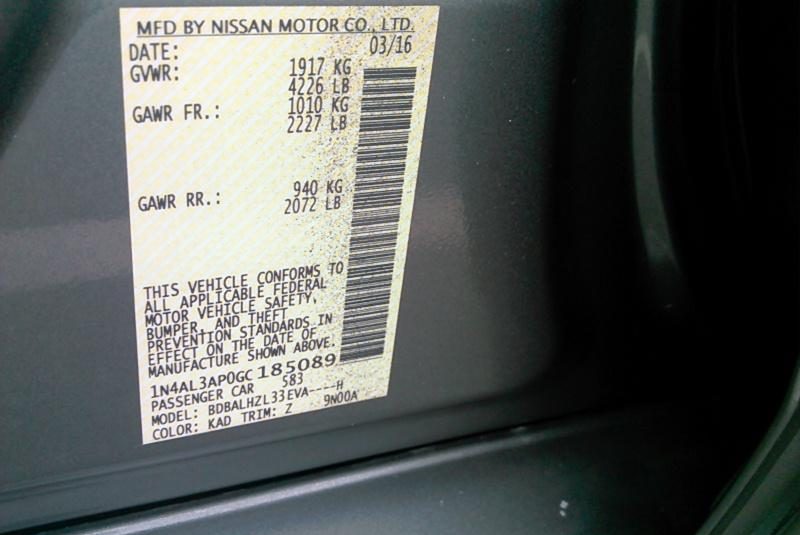 MFD BY NISSAN MOTOR CO., LTD.
DATE: 03/16
GVWR: 1917 KG
4226 LB
GAWR FR.: 1010 KG
2227 LB
GAWR RR.: 940 KG
2072 LB
THIS VEHICLE CONFORMS TO
ALL APPLICABLE FEDERAL
MOTOR VEHICLE SAFETY,
BUMPER, AND THEFT
PREVENTION STANDARDS IN
EFFECT ON THE DATE OF
MANUFACTURE SHOWN ABOVE.
1N4AL3AP0GC185089
PASSENGER CAR S83
MODEL: BDBALHZL33EVA----H
COLOR: KAD TRIM: Z 9N00A